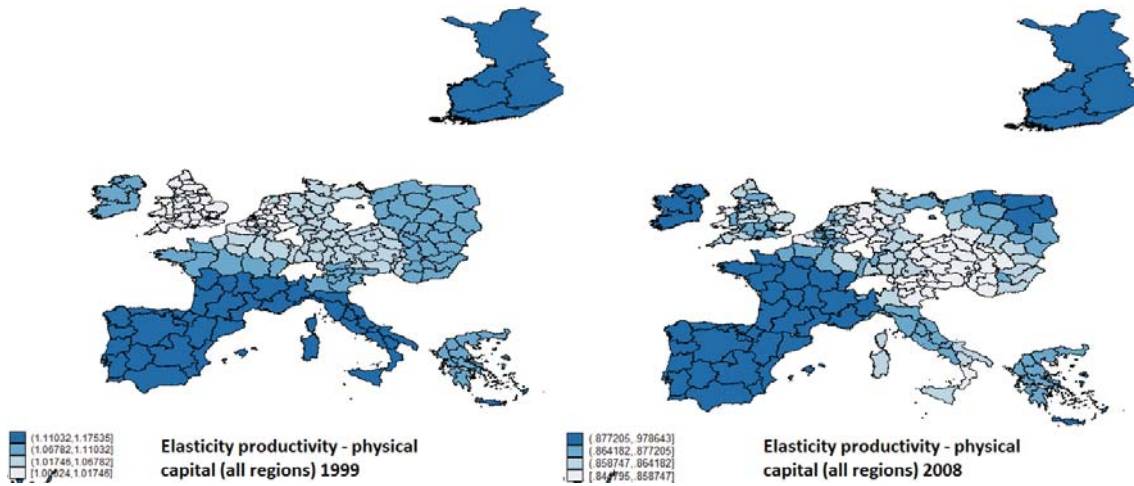 (1.11032,1.17535]
(1.06782,1.11032]
(1.01746,1.06782]
Elasticity productivity - physical
capital (all regions) 1999
(.877205,.978643]
(.864182,.877205]
(.858747,.864182]
Elasticity productivity - physical
capital (all regions) 2008